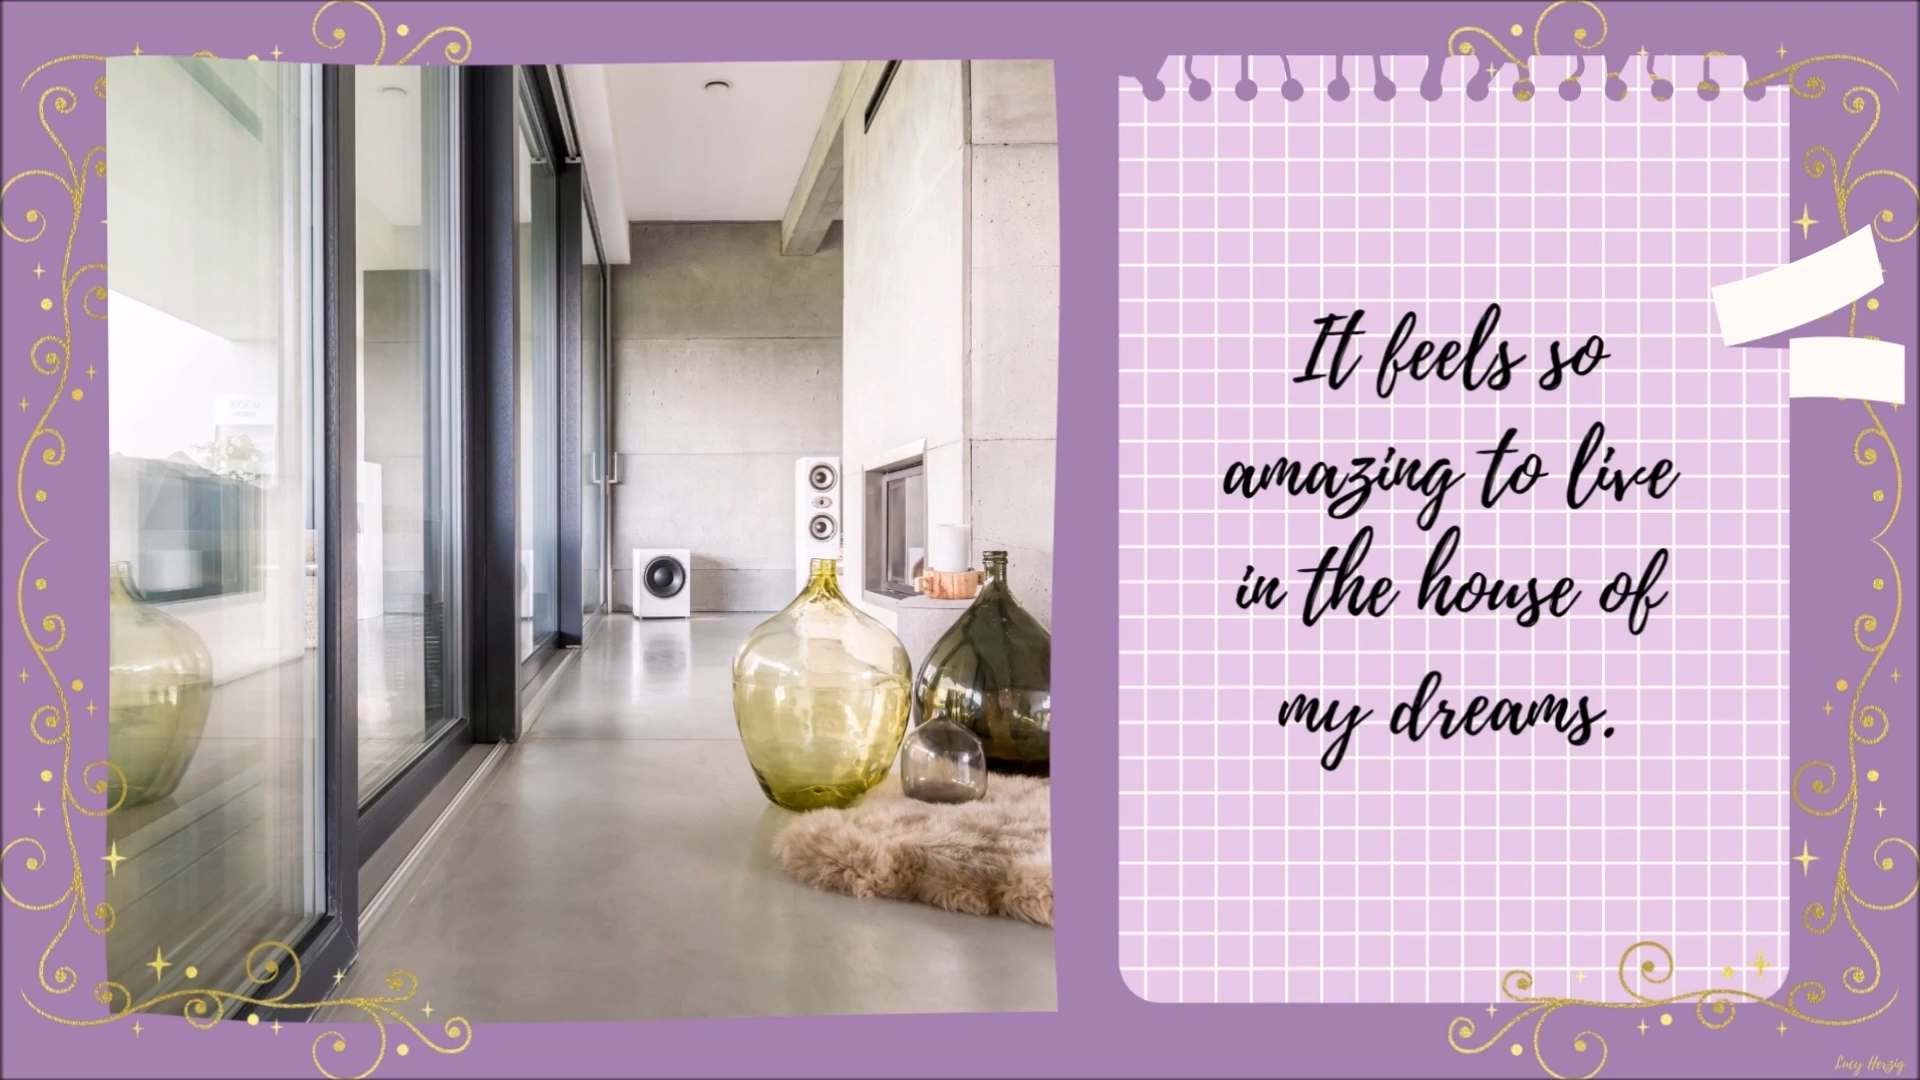 It feels so
amazing to live
in the house of
my dreams.
Lucy Herzig